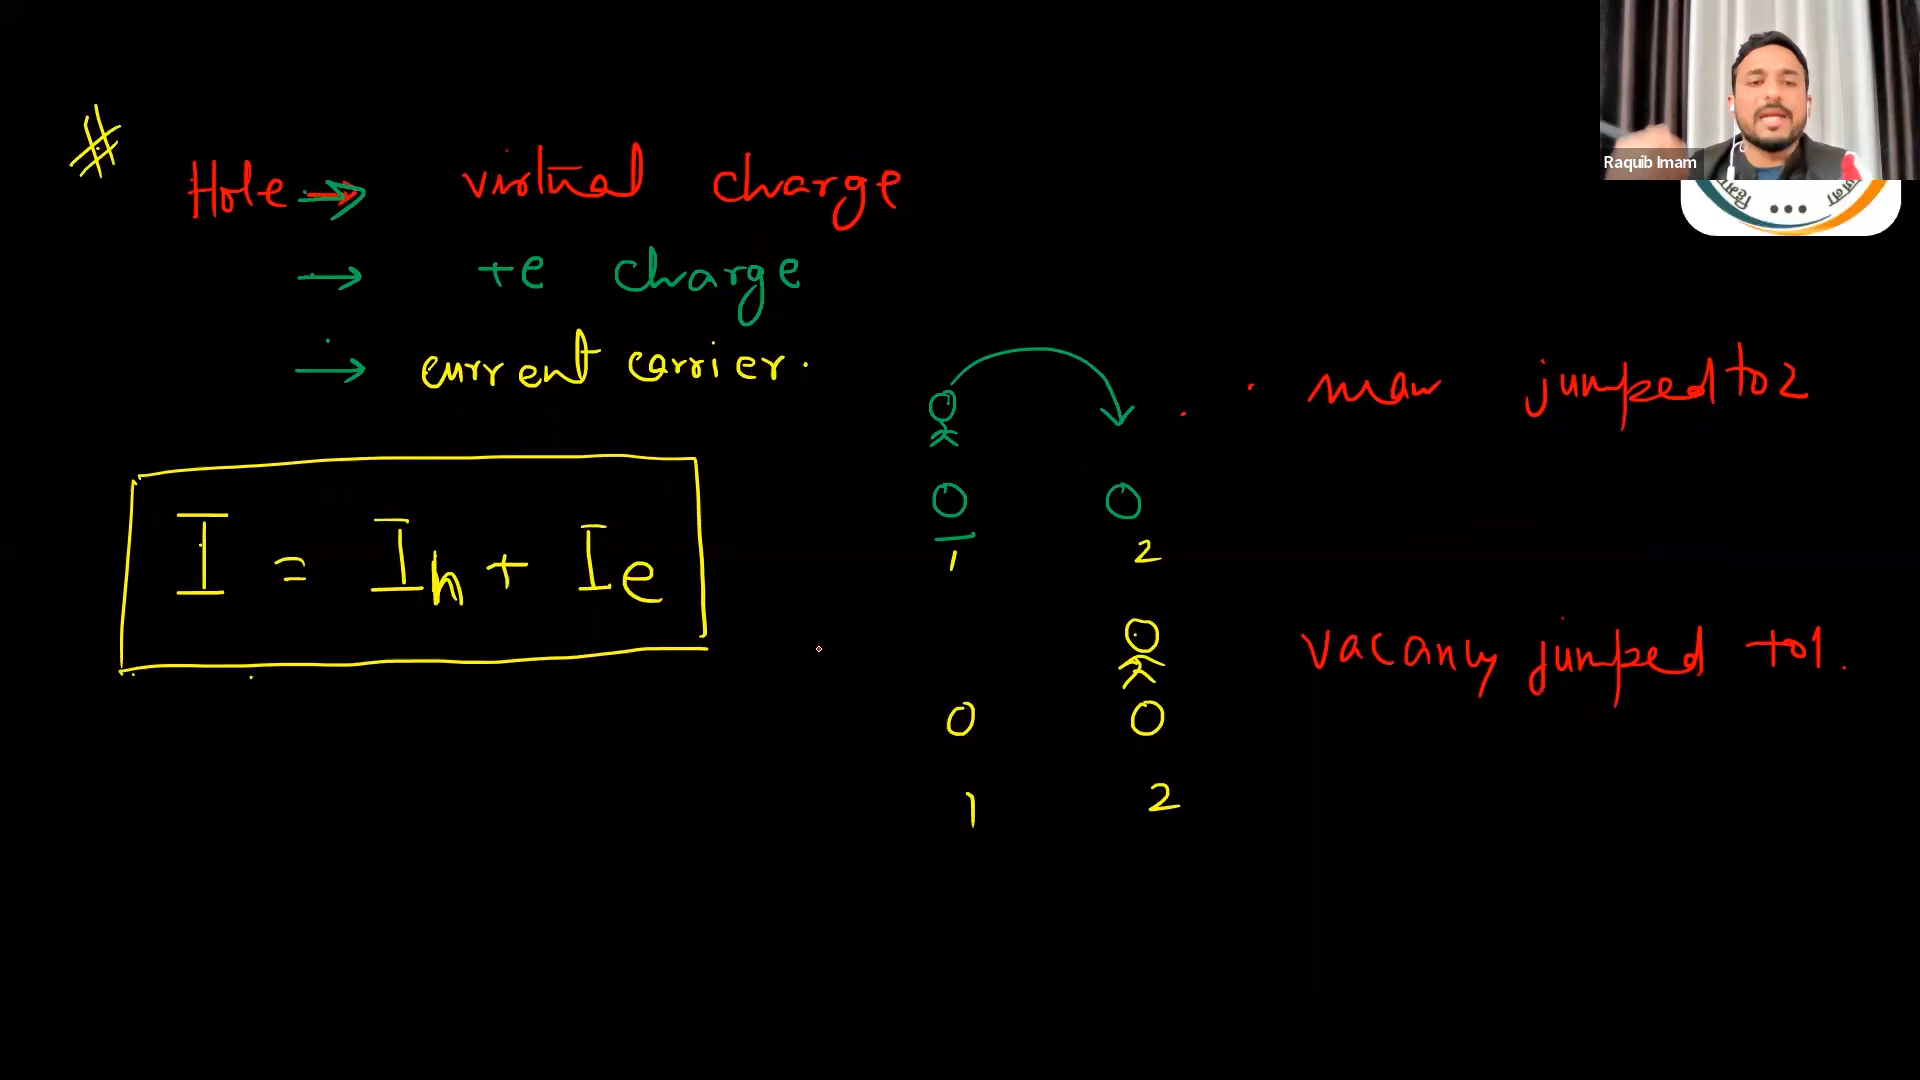 #
Hole → virtual charge
→ +e charge
→ current carrier.
I = Ih + Ie
man jumped to 2
1 2
vacancy jumped to 1.
1 2
Raquib Imam